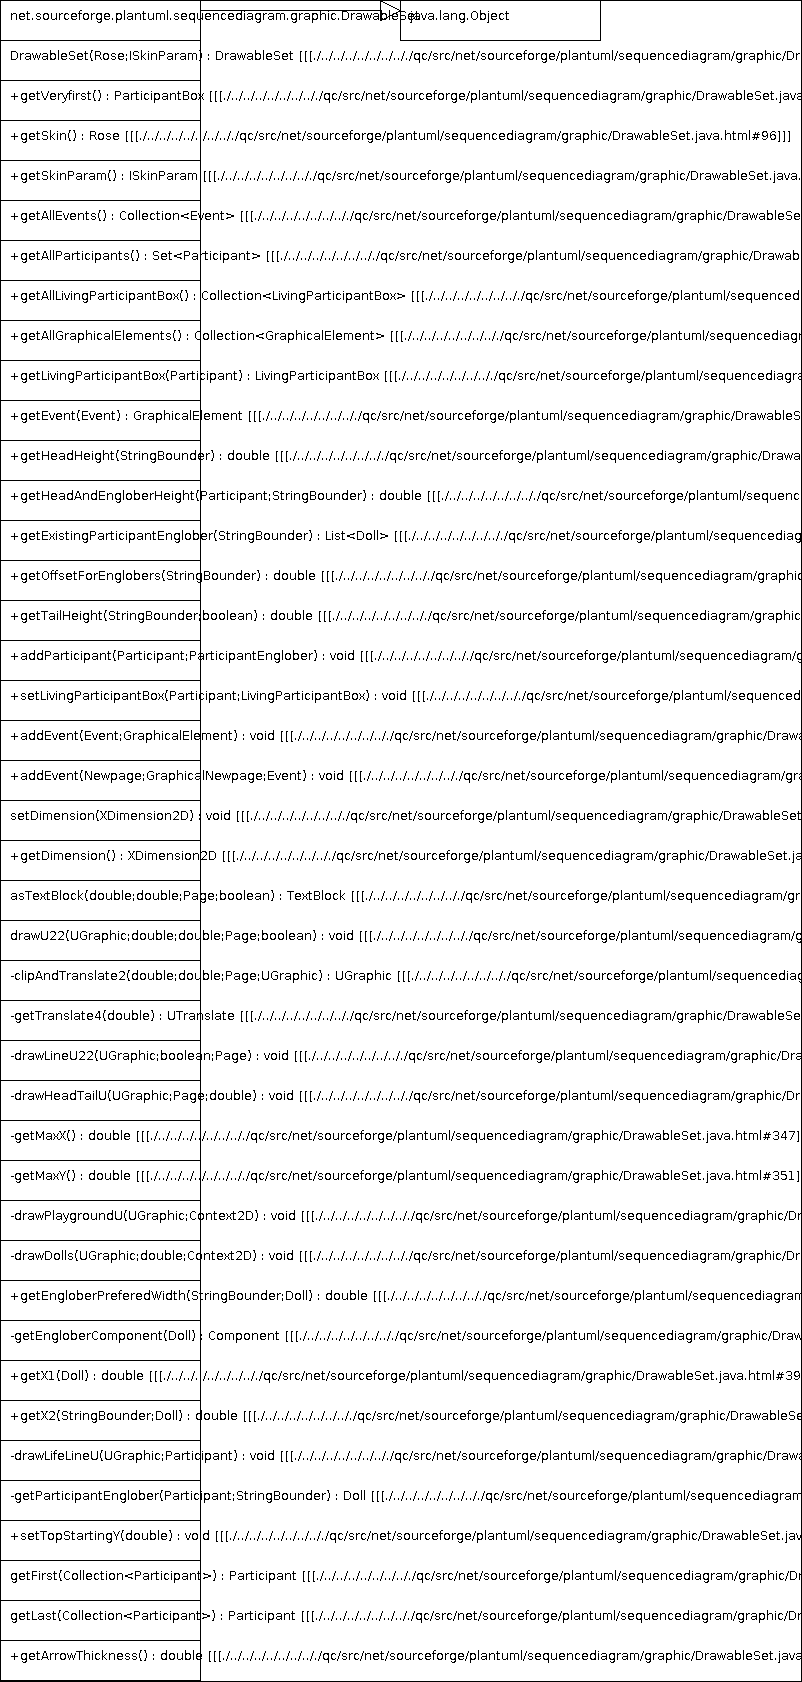 net.sourceforge.plantuml.sequencediagram.graphic.DrawableSet java.lang.Object
DrawableSet(Rose;ISkinParam) : DrawableSet [[[./../../../../../../../qc/src/net/sourceforge/plantuml/sequencediagram/graphic/Dr
+getVeryfirst() : ParticipantBox [[[./../../../../../../../qc/src/net/sourceforge/plantuml/sequencediagram/graphic/DrawableSet.java
+getSkin() : Rose [[[./../../../../../../../qc/src/net/sourceforge/plantuml/sequencediagram/graphic/DrawableSet.java.html#96]]]
+getSkinParam() : ISkinParam [[[./../../../../../../../qc/src/net/sourceforge/plantuml/sequencediagram/graphic/DrawableSet.java.
+getAllEvents() : Collection<Event> [[[./../../../../../../../qc/src/net/sourceforge/plantuml/sequencediagram/graphic/DrawableSe
+getAllParticipants() : Set<Participant> [[[./../../../../../../../qc/src/net/sourceforge/plantuml/sequencediagram/graphic/Drawab
+getAllLivingParticipantBox() : Collection<LivingParticipantBox> [[[./../../../../../../../qc/src/net/sourceforge/plantuml/sequenced
+getAllGraphicalElements() : Collection<GraphicalElement> [[[./../../../../../../../qc/src/net/sourceforge/plantuml/sequencediagr
+getLivingParticipantBox(Participant) : LivingParticipantBox [[[./../../../../../../../qc/src/net/sourceforge/plantuml/sequencediagra
+getEvent(Event) : GraphicalElement [[[./../../../../../../../qc/src/net/sourceforge/plantuml/sequencediagram/graphic/DrawableS
+getHeadHeight(StringBounder) : double [[[./../../../../../../../qc/src/net/sourceforge/plantuml/sequencediagram/graphic/Drawa
+getHeadAndEngloberHeight(Participant;StringBounder) : double [[[./../../../../../../../qc/src/net/sourceforge/plantuml/sequenc
+getExistingParticipantEnglober(StringBounder) : List<Doll> [[[./../../../../../../../qc/src/net/sourceforge/plantuml/sequencediag
+getOffsetForEnglobers(StringBounder) : double [[[./../../../../../../../qc/src/net/sourceforge/plantuml/sequencediagram/graphic
+getTailHeight(StringBounder;boolean) : double [[[./../../../../../../../qc/src/net/sourceforge/plantuml/sequencediagram/graphic
+addParticipant(Participant;ParticipantEnglober) : void [[[./../../../../../../../qc/src/net/sourceforge/plantuml/sequencediagram/g
+setLivingParticipantBox(Participant;LivingParticipantBox) : void [[[./../../../../../../../qc/src/net/sourceforge/plantuml/sequenced
+addEvent(Event;GraphicalElement) : void [[[./../../../../../../../qc/src/net/sourceforge/plantuml/sequencediagram/graphic/Drawa
+addEvent(Newpage;GraphicalNewpage;Event) : void [[[./../../../../../../../qc/src/net/sourceforge/plantuml/sequencediagram/gra
setDimension(XDimension2D) : void [[[./../../../../../../../qc/src/net/sourceforge/plantuml/sequencediagram/graphic/DrawableSet
+getDimension() : XDimension2D [[[./../../../../../../../qc/src/net/sourceforge/plantuml/sequencediagram/graphic/DrawableSet.ja
asTextBlock(double;double;Page;boolean) : TextBlock [[[./../../../../../../../qc/src/net/sourceforge/plantuml/sequencediagram/gr
drawU22(UGraphic;double;double;Page;boolean) : void [[[./../../../../../../../qc/src/net/sourceforge/plantuml/sequencediagram/g
-clipAndTranslate2(double;double;Page;UGraphic) : UGraphic [[[./../../../../../../../qc/src/net/sourceforge/plantuml/sequencediag
-getTranslate4(double) : UTranslate [[[./../../../../../../../qc/src/net/sourceforge/plantuml/sequencediagram/graphic/DrawableSe
-drawLineU22(UGraphic;boolean;Page) : void [[[./../../../../../../../qc/src/net/sourceforge/plantuml/sequencediagram/graphic/Dra
-drawHeadTailU(UGraphic;Page;double) : void [[[./../../../../../../../qc/src/net/sourceforge/plantuml/sequencediagram/graphic/Dr
-getMaxX() : double [[[./../../../../../../../qc/src/net/sourceforge/plantuml/sequencediagram/graphic/DrawableSet.java.html#347]
-getMaxY() : double [[[./../../../../../../../qc/src/net/sourceforge/plantuml/sequencediagram/graphic/DrawableSet.java.html#351]
-drawPlaygroundU(UGraphic;Context2D) : void [[[./../../../../../../../qc/src/net/sourceforge/plantuml/sequencediagram/graphic/Dr
-drawDolls(UGraphic;double;Context2D) : void [[[./../../../../../../../qc/src/net/sourceforge/plantuml/sequencediagram/graphic/Dr
+getEngloberPreferedWidth(StringBounder;Doll) : double [[[./../../../../../../../qc/src/net/sourceforge/plantuml/sequencediagram
-getEngloberComponent(Doll) : Component [[[./../../../../../../../qc/src/net/sourceforge/plantuml/sequencediagram/graphic/Draw
+getX1(Doll) : double [[[./../../../../../../../qc/src/net/sourceforge/plantuml/sequencediagram/graphic/DrawableSet.java.html#39
+getX2(StringBounder;Doll) : double [[[./../../../../../../../qc/src/net/sourceforge/plantuml/sequencediagram/graphic/DrawableSe
-drawLifeLineU(UGraphic;Participant) : void [[[./../../../../../../../qc/src/net/sourceforge/plantuml/sequencediagram/graphic/Drawa
-getParticipantEnglober(Participant;StringBounder) : Doll [[[./../../../../../../../qc/src/net/sourceforge/plantuml/sequencediagram
+setTopStartingY(double) : void [[[./../../../../../../../qc/src/net/sourceforge/plantuml/sequencediagram/graphic/DrawableSet.jav
getFirst(Collection<Participant>) : Participant [[[./../../../../../../../qc/src/net/sourceforge/plantuml/sequencediagram/graphic/Dr
getLast(Collection<Participant>) : Participant [[[./../../../../../../../qc/src/net/sourceforge/plantuml/sequencediagram/graphic/Dr
+getArrowThickness() : double [[[./../../../../../../../qc/src/net/sourceforge/plantuml/sequencediagram/graphic/DrawableSet.java